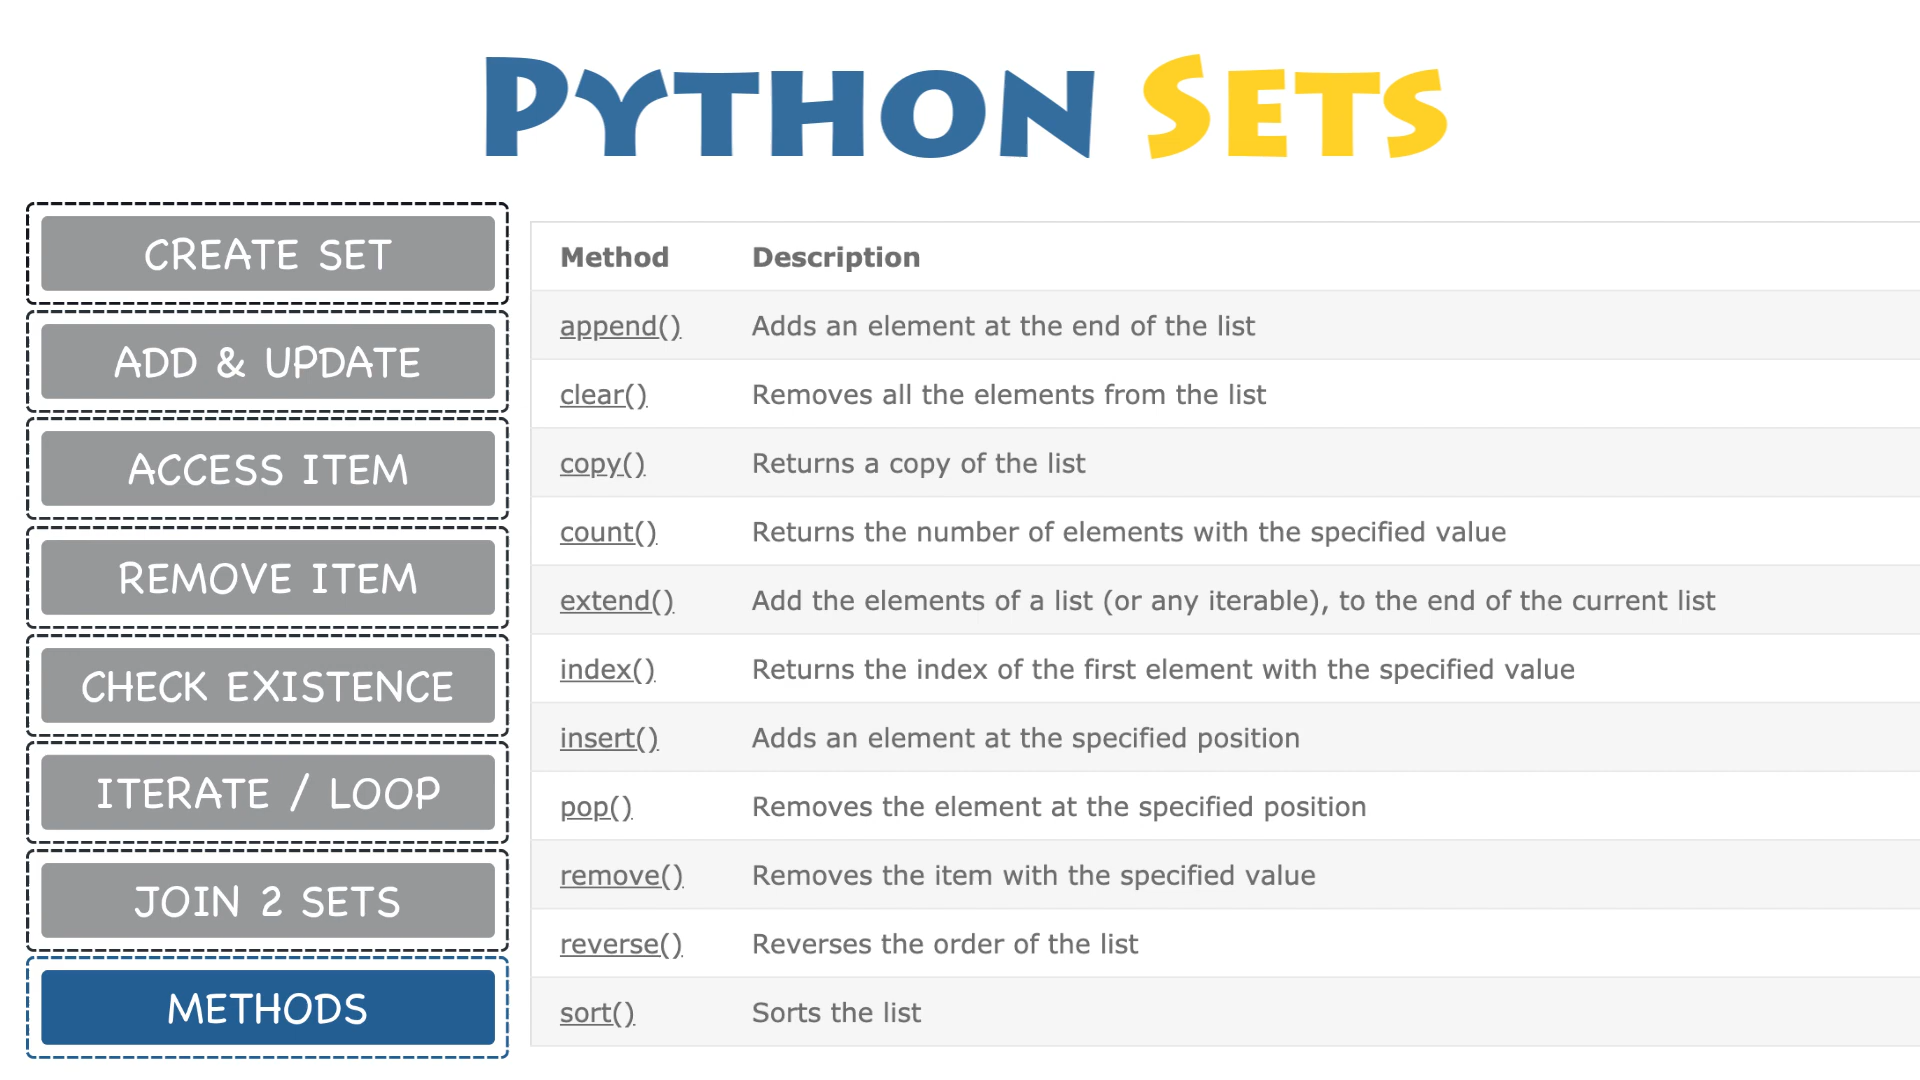 PYTHON SETS
CREATE SET
ADD & UPDATE
ACCESS ITEM
REMOVE ITEM
CHECK EXISTENCE
ITERATE / LOOP
JOIN 2 SETS
METHODS
Method Description
append() Adds an element at the end of the list
clear() Removes all the elements from the list
copy() Returns a copy of the list
count() Returns the number of elements with the specified value
extend() Add the elements of a list (or any iterable), to the end of the current list
index() Returns the index of the first element with the specified value
insert() Adds an element at the specified position
pop() Removes the element at the specified position
remove() Removes the item with the specified value
reverse() Reverses the order of the list
sort() Sorts the list